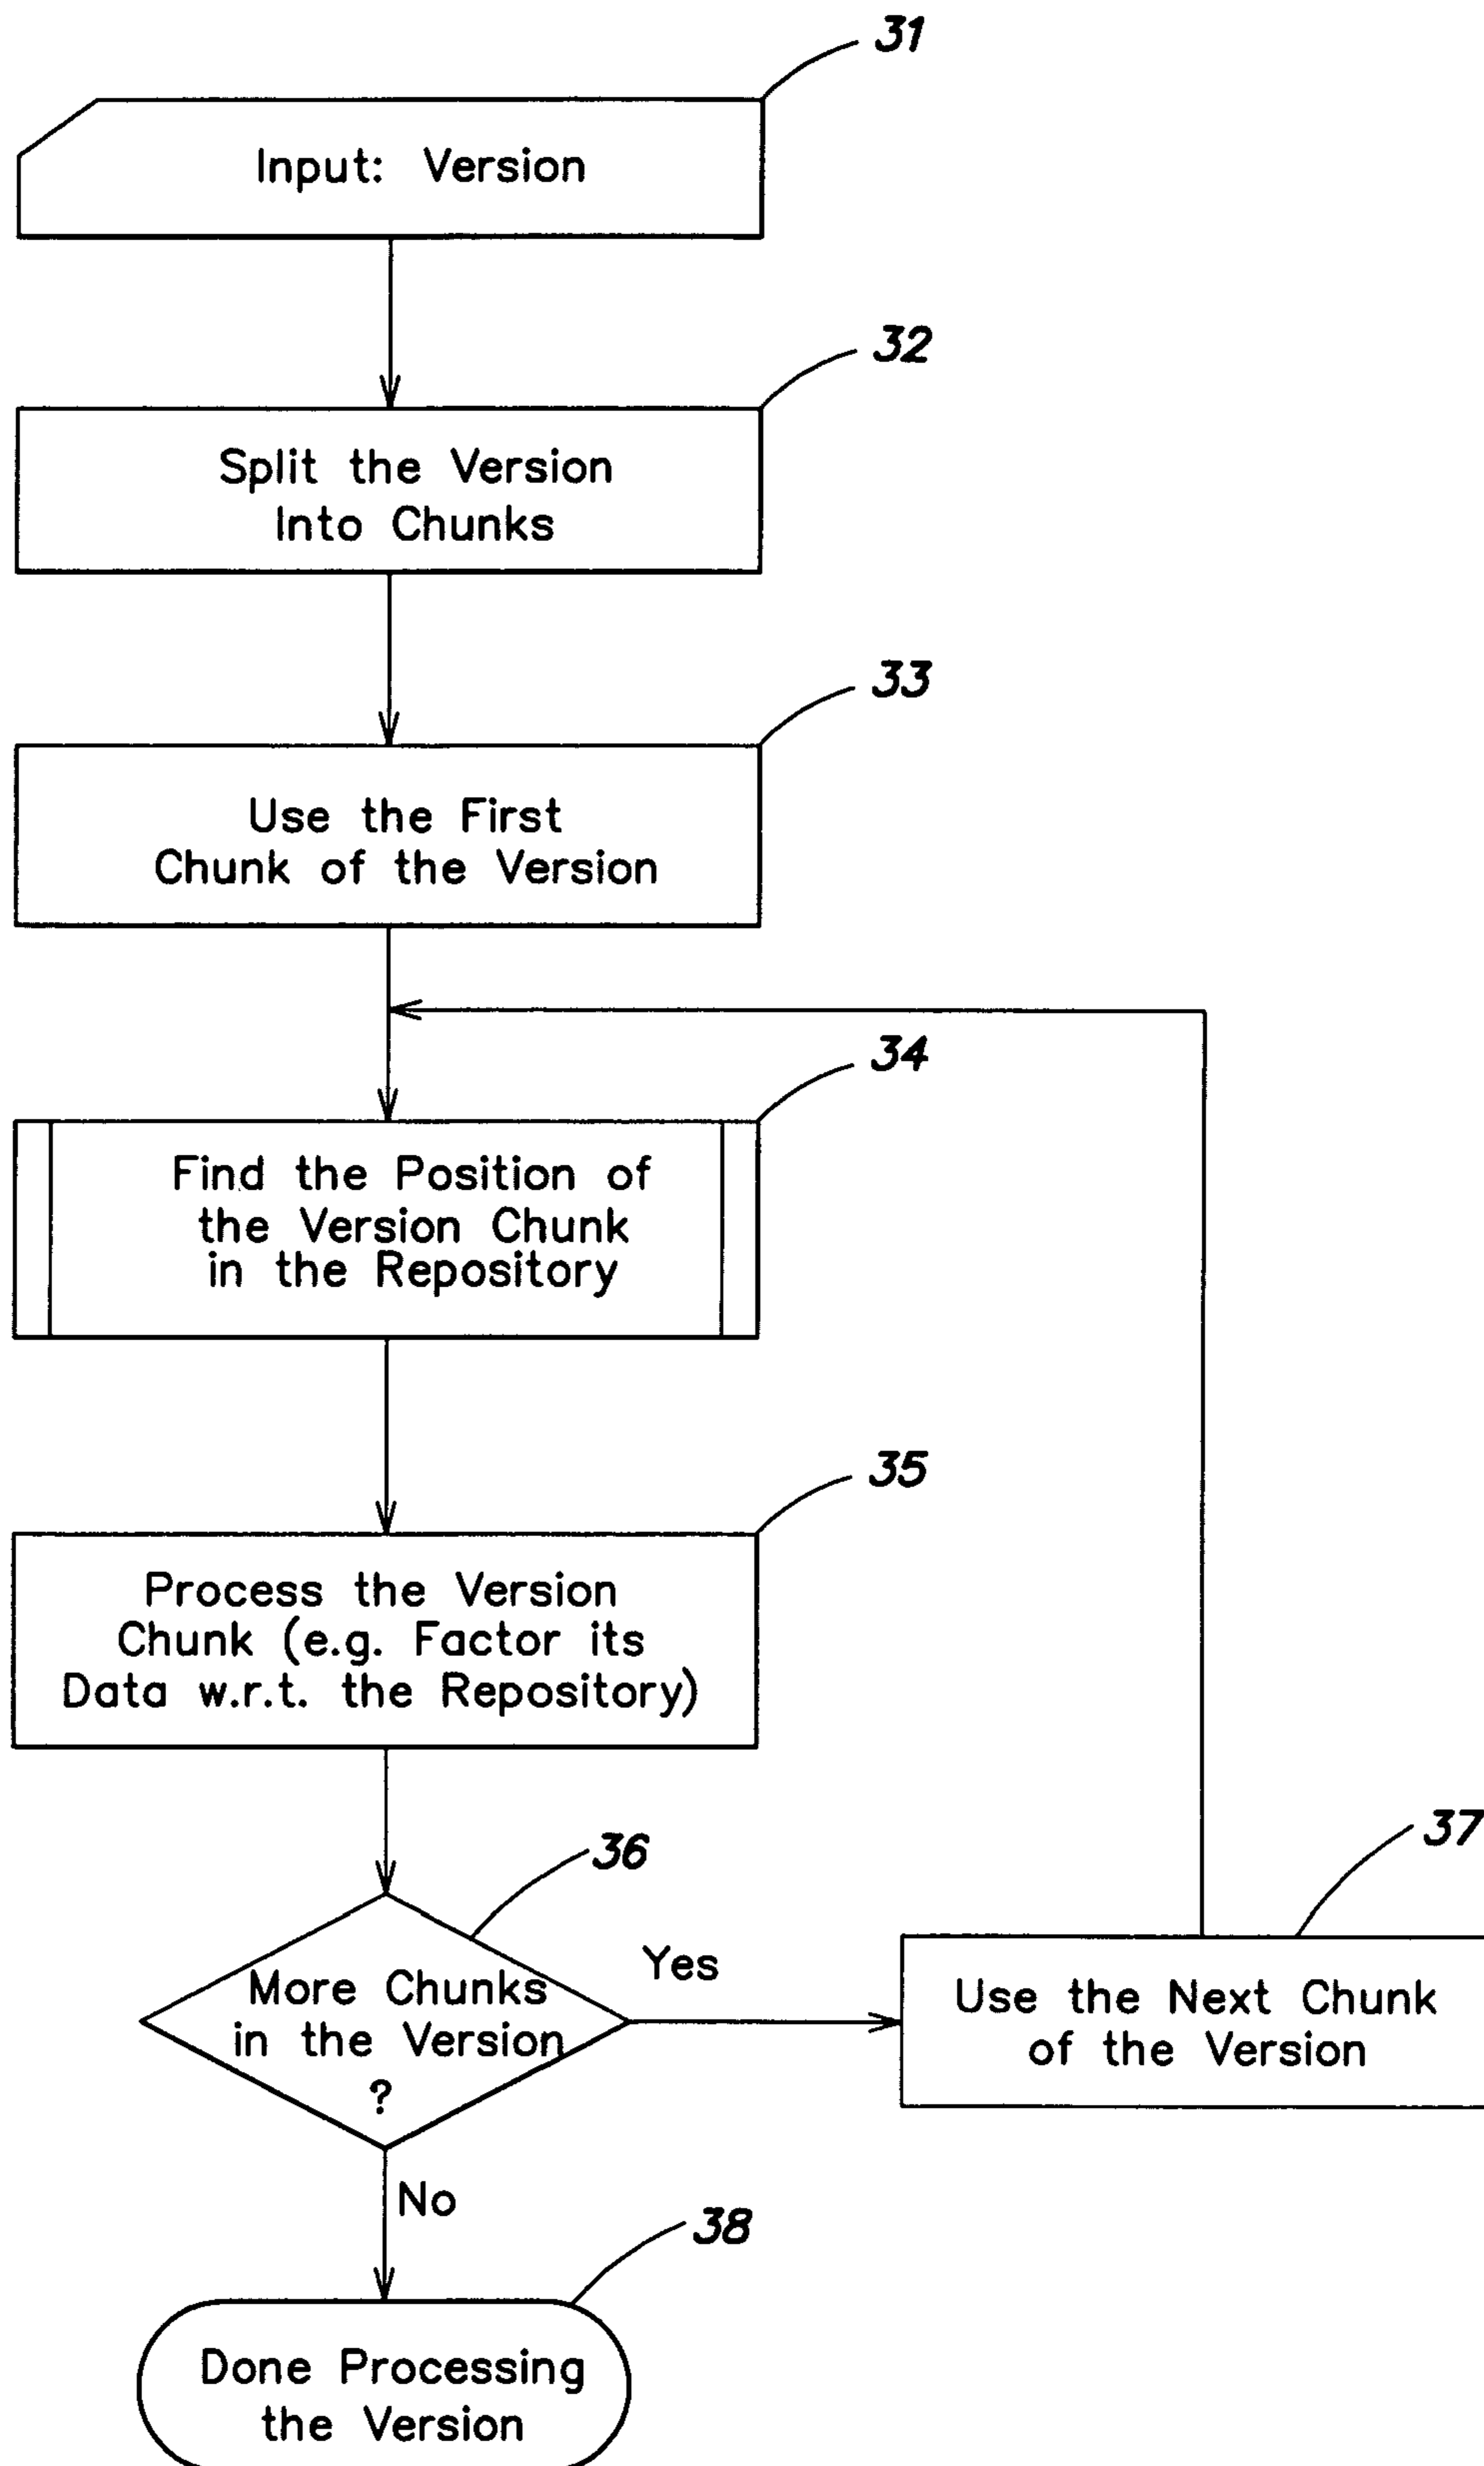 31
Input: Version
32
Split the Version
Into Chunks
33
Use the First
Chunk of the Version
34
Find the Position of
the Version Chunk
in the Repository
35
Process the Version
Chunk (e.g. Factor its
Data w.r.t. the Repository)
36
More Chunks
in the Version
?
Yes
37
Use the Next Chunk
of the Version
No
38
Done Processing
the Version